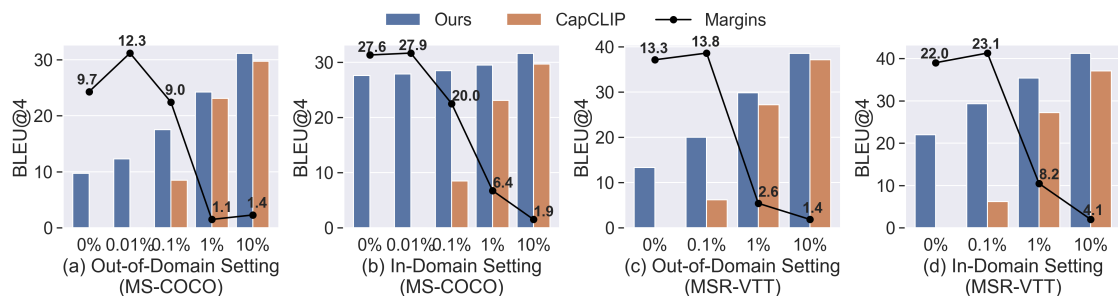 Ours CapCLIP Margins
BLEU@4
30
20
10
0
9.7
12.3
9.0
1.1
1.4
0% 0.01% 0.1% 1% 10%
(a) Out-of-Domain Setting
(MS-COCO)
BLEU@4
30
20
10
0
27.6
27.9
20.0
6.4
1.9
0% 0.01% 0.1% 1% 10%
(b) In-Domain Setting
(MS-COCO)
BLEU@4
40
30
20
10
0
13.3
13.8
2.6
1.4
0% 0.1% 1% 10%
(c) Out-of-Domain Setting
(MSR-VTT)
BLEU@4
40
30
20
10
0
22.0
23.1
8.2
4.1
0% 0.1% 1% 10%
(d) In-Domain Setting
(MSR-VTT)